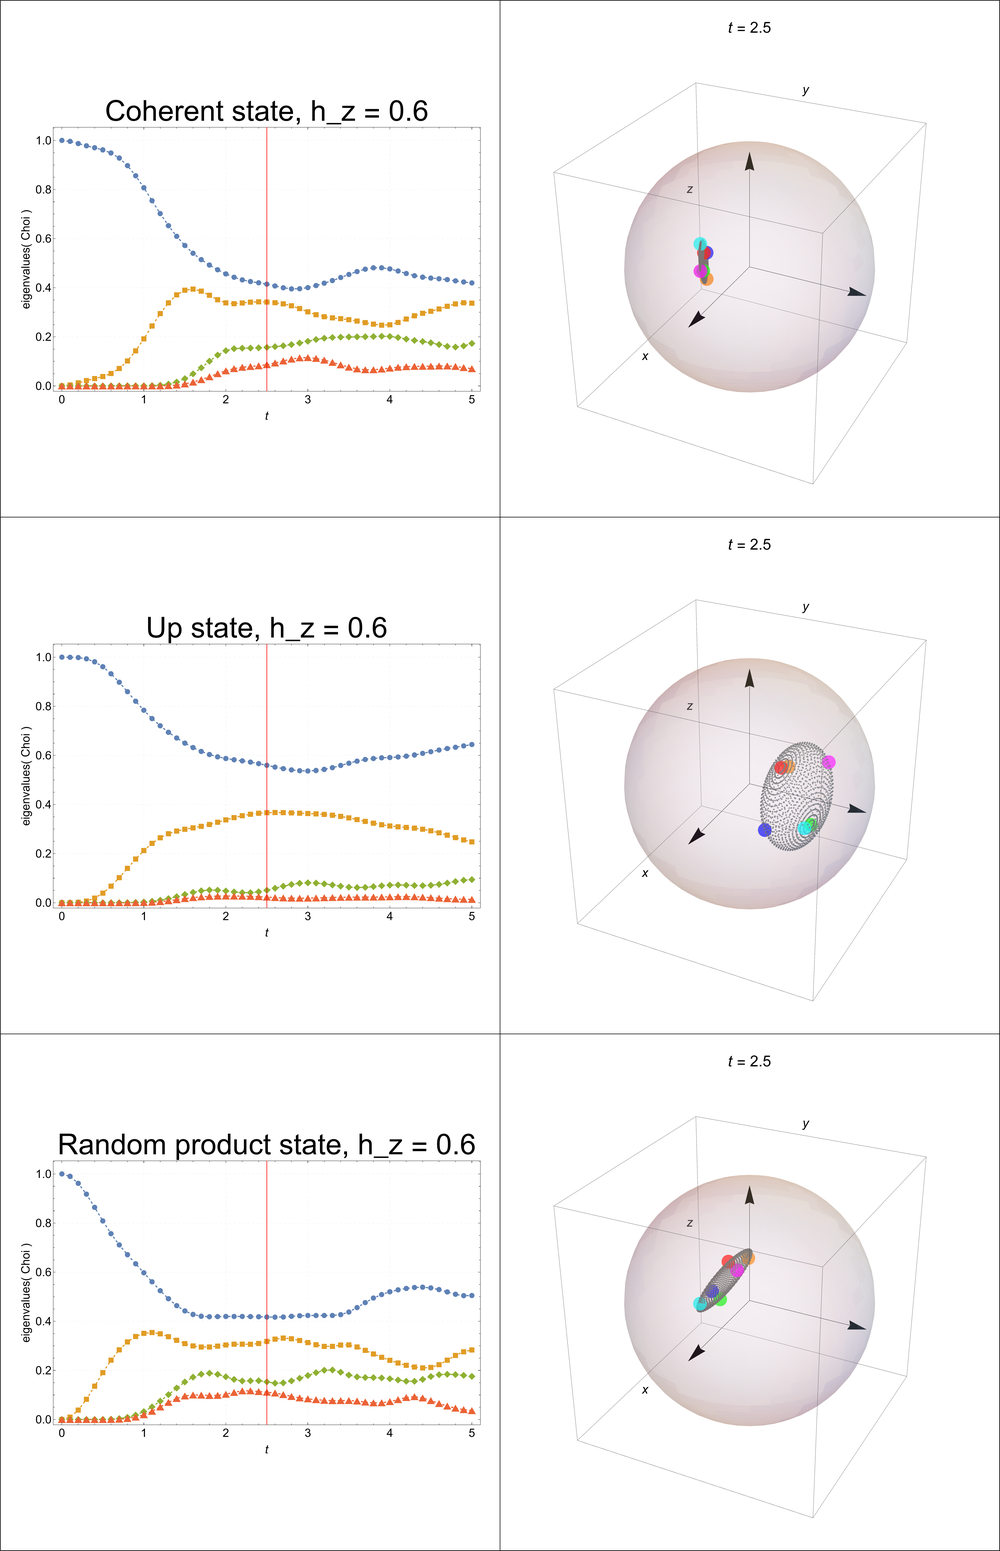 t = 2.5
Coherent state, h_z = 0.6
eigenvalues( Choi )
1.0
0.8
0.6
0.4
0.2
0.0
0 1 2 3 4 5
t
y
z
x
t = 2.5
Up state, h_z = 0.6
eigenvalues( Choi )
1.0
0.8
0.6
0.4
0.2
0.0
0 1 2 3 4 5
t
y
z
x
t = 2.5
Random product state, h_z = 0.6
eigenvalues( Choi )
1.0
0.8
0.6
0.4
0.2
0.0
0 1 2 3 4 5
t
y
z
x